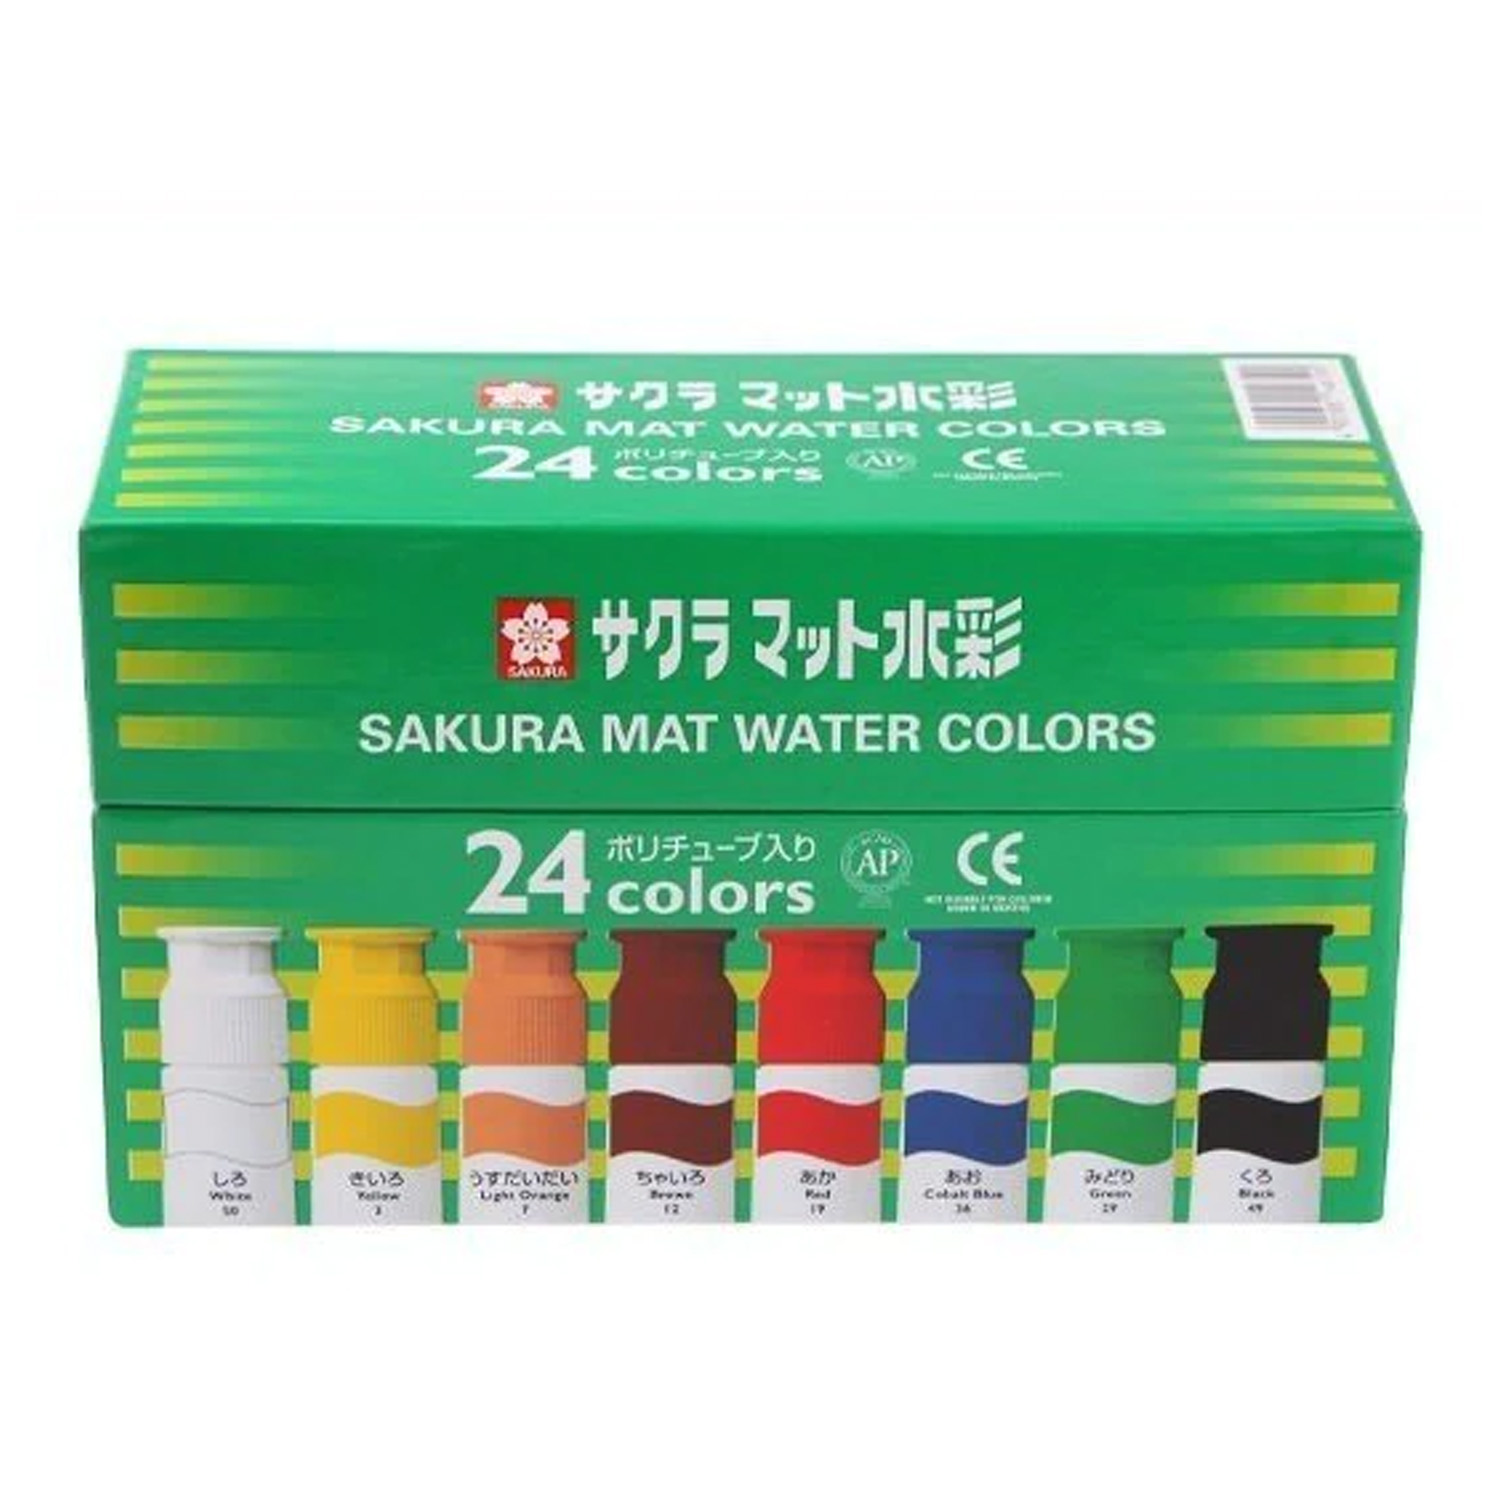 サクラ マット水彩
SAKURA MAT WATER COLORS
24 ポリチューブ入り
colors
AP
CE
SAKURA
サクラ マット水彩
SAKURA MAT WATER COLORS
24 ポリチューブ入り
colors
AP
CE
しろ
White
50
きいろ
Yellow
3
うすだいだい
Light Orange
7
ちゃいろ
Brown
12
あか
Red
19
あお
Cobalt Blue
36
みどり
Green
29
くろ
Black
49